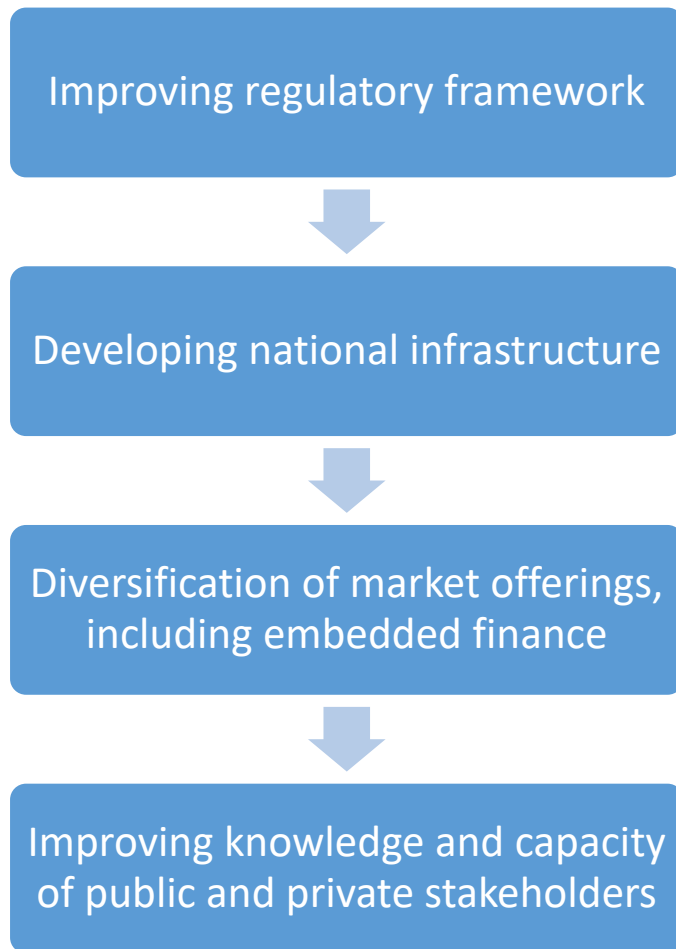 Improving regulatory framework
Developing national infrastructure
Diversification of market offerings,
including embedded finance
Improving knowledge and capacity
of public and private stakeholders